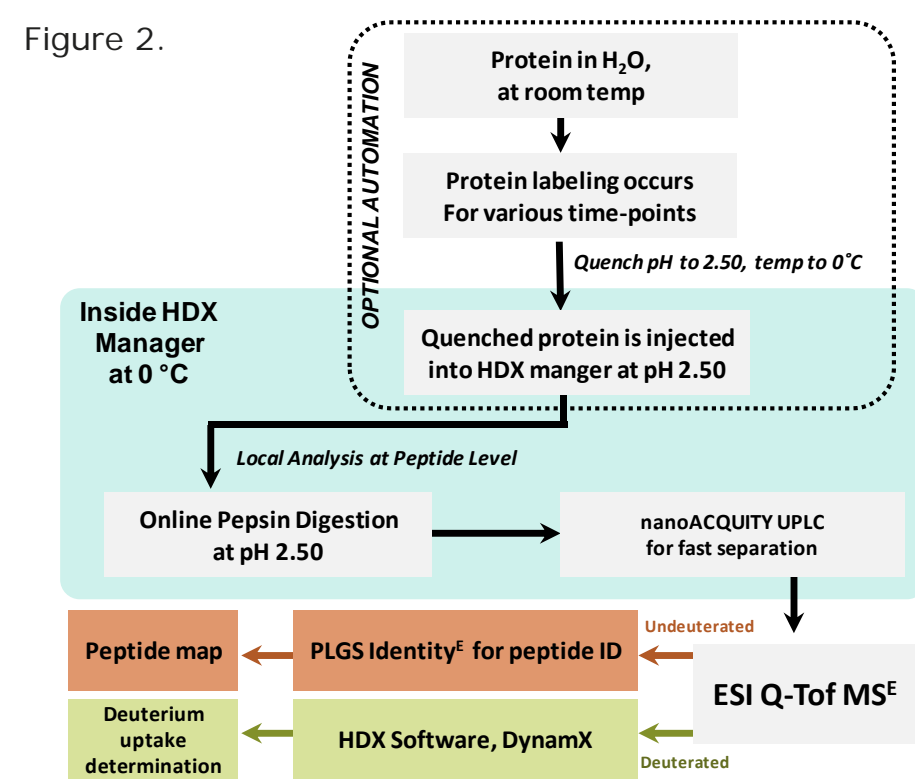 Figure 2.
OPTIONAL AUTOMATION
Protein in H₂O,
at room temp
Protein labeling occurs
For various time-points
Quench pH to 2.50, temp to 0˚C
Inside HDX
Manager
at 0 °C
Quenched protein is injected
into HDX manger at pH 2.50
Local Analysis at Peptide Level
Online Pepsin Digestion
at pH 2.50
nanoACQUITY UPLC
for fast separation
Peptide map
PLGS Identityᴱ for peptide ID
Undeuterated
ESI Q-Tof MSᴱ
Deuterium
uptake
determination
HDX Software, DynamX
Deuterated